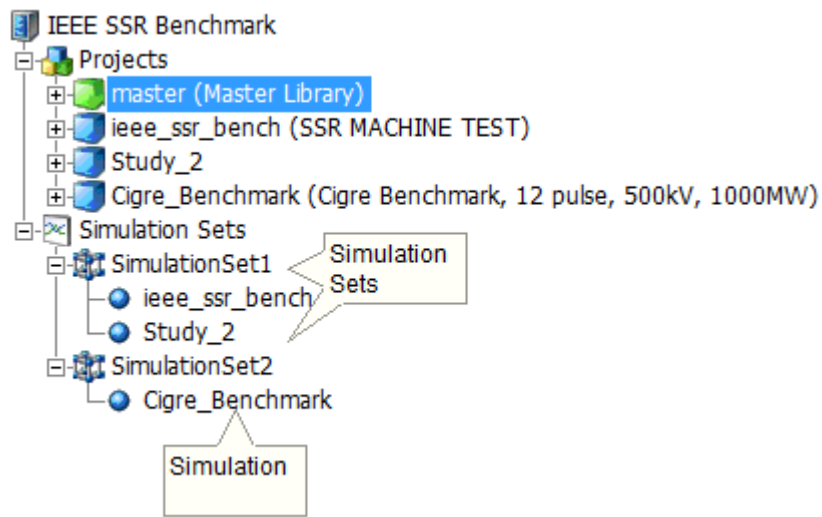 IEEE SSR Benchmark
Projects
master (Master Library)
ieee_ssr_bench (SSR MACHINE TEST)
Study_2
Cigre_Benchmark (Cigre Benchmark, 12 pulse, 500kV, 1000MW)
Simulation Sets
SimulationSet1
Simulation
Sets
ieee_ssr_bench
Study_2
SimulationSet2
Cigre_Benchmark
Simulation